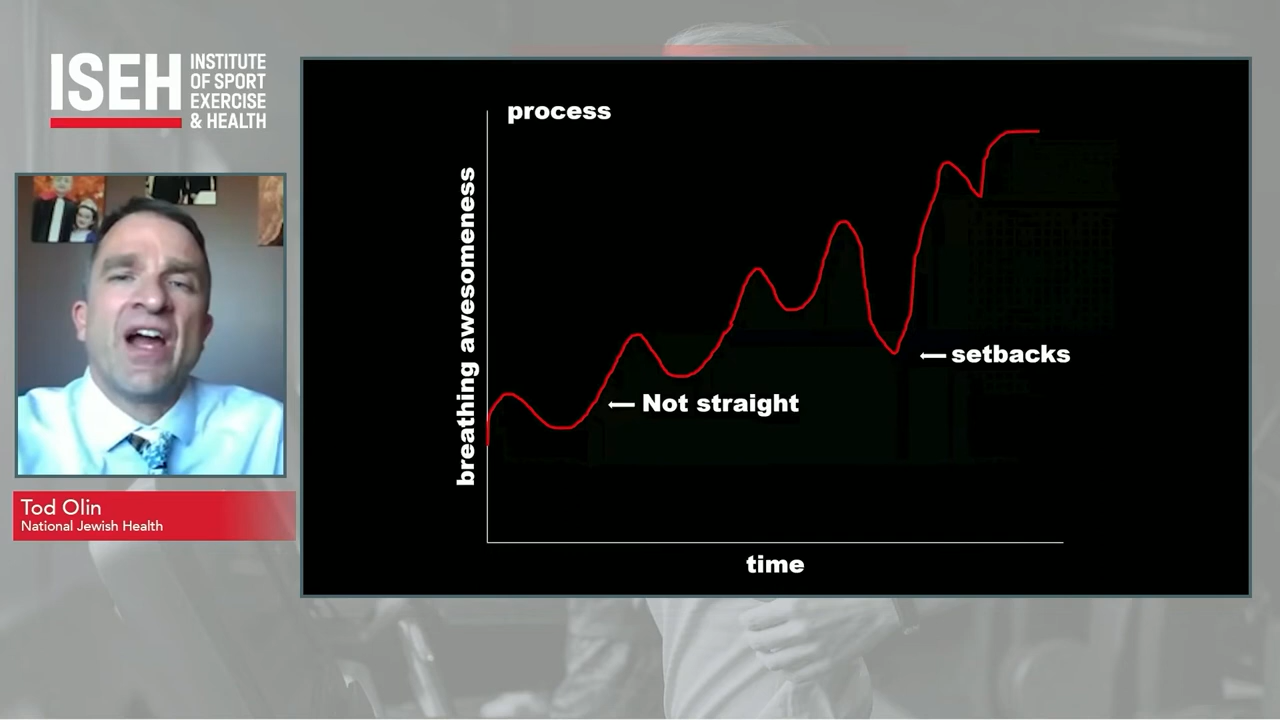 ISEH
INSTITUTE
OF SPORT
EXERCISE
& HEALTH
Tod Olin
National Jewish Health
process
breathing awesomeness
setbacks
Not straight
time